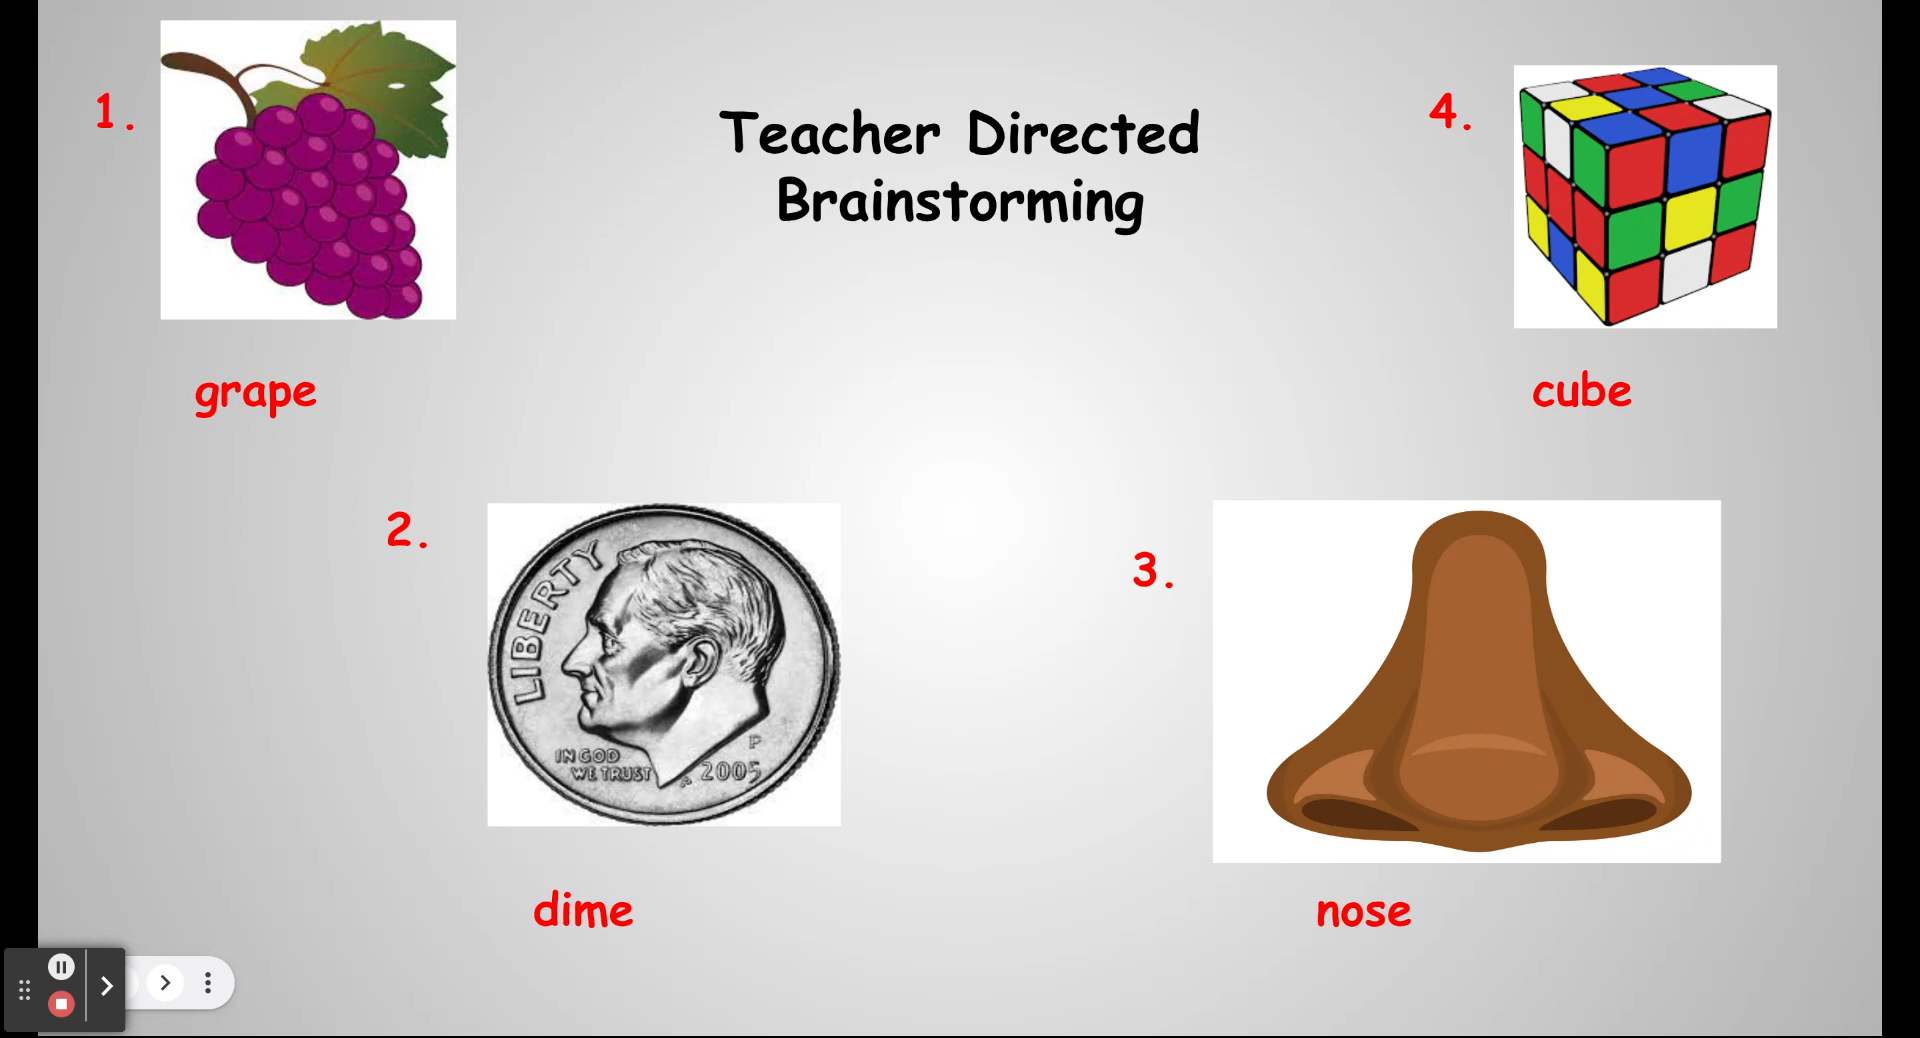 1.
grape
Teacher Directed
Brainstorming
4.
cube
2.
LIBERTY
IN GOD
WE TRUST
P
2005
dime
3.
nose